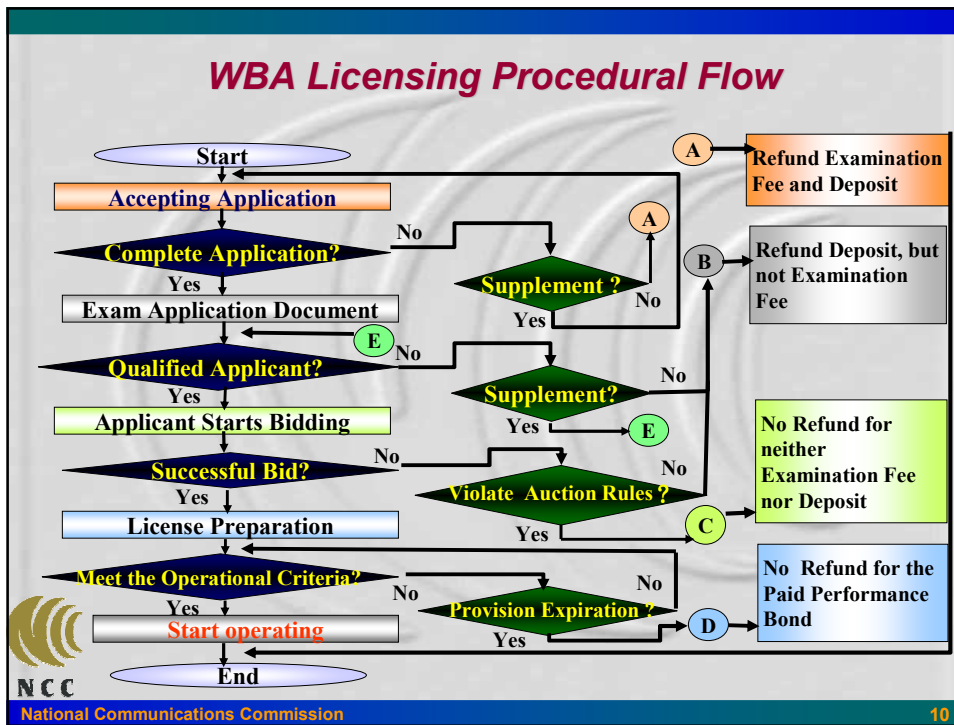 WBA Licensing Procedural Flow
Start
Accepting Application
Complete Application?
No
Yes
Supplement ?
No
Yes
A
Exam Application Document
E
Qualified Applicant?
No
Yes
Supplement?
No
Yes
E
Applicant Starts Bidding
Successful Bid?
No
Yes
Violate Auction Rules ?
No
Yes
License Preparation
Meet the Operational Criteria?
No
Yes
Provision Expiration ?
No
Yes
Start operating
End
A
Refund Examination
Fee and Deposit
B
Refund Deposit, but
not Examination
Fee
C
No Refund for
neither
Examination Fee
nor Deposit
D
No Refund for the
Paid Performance
Bond
NCC
National Communications Commission
10